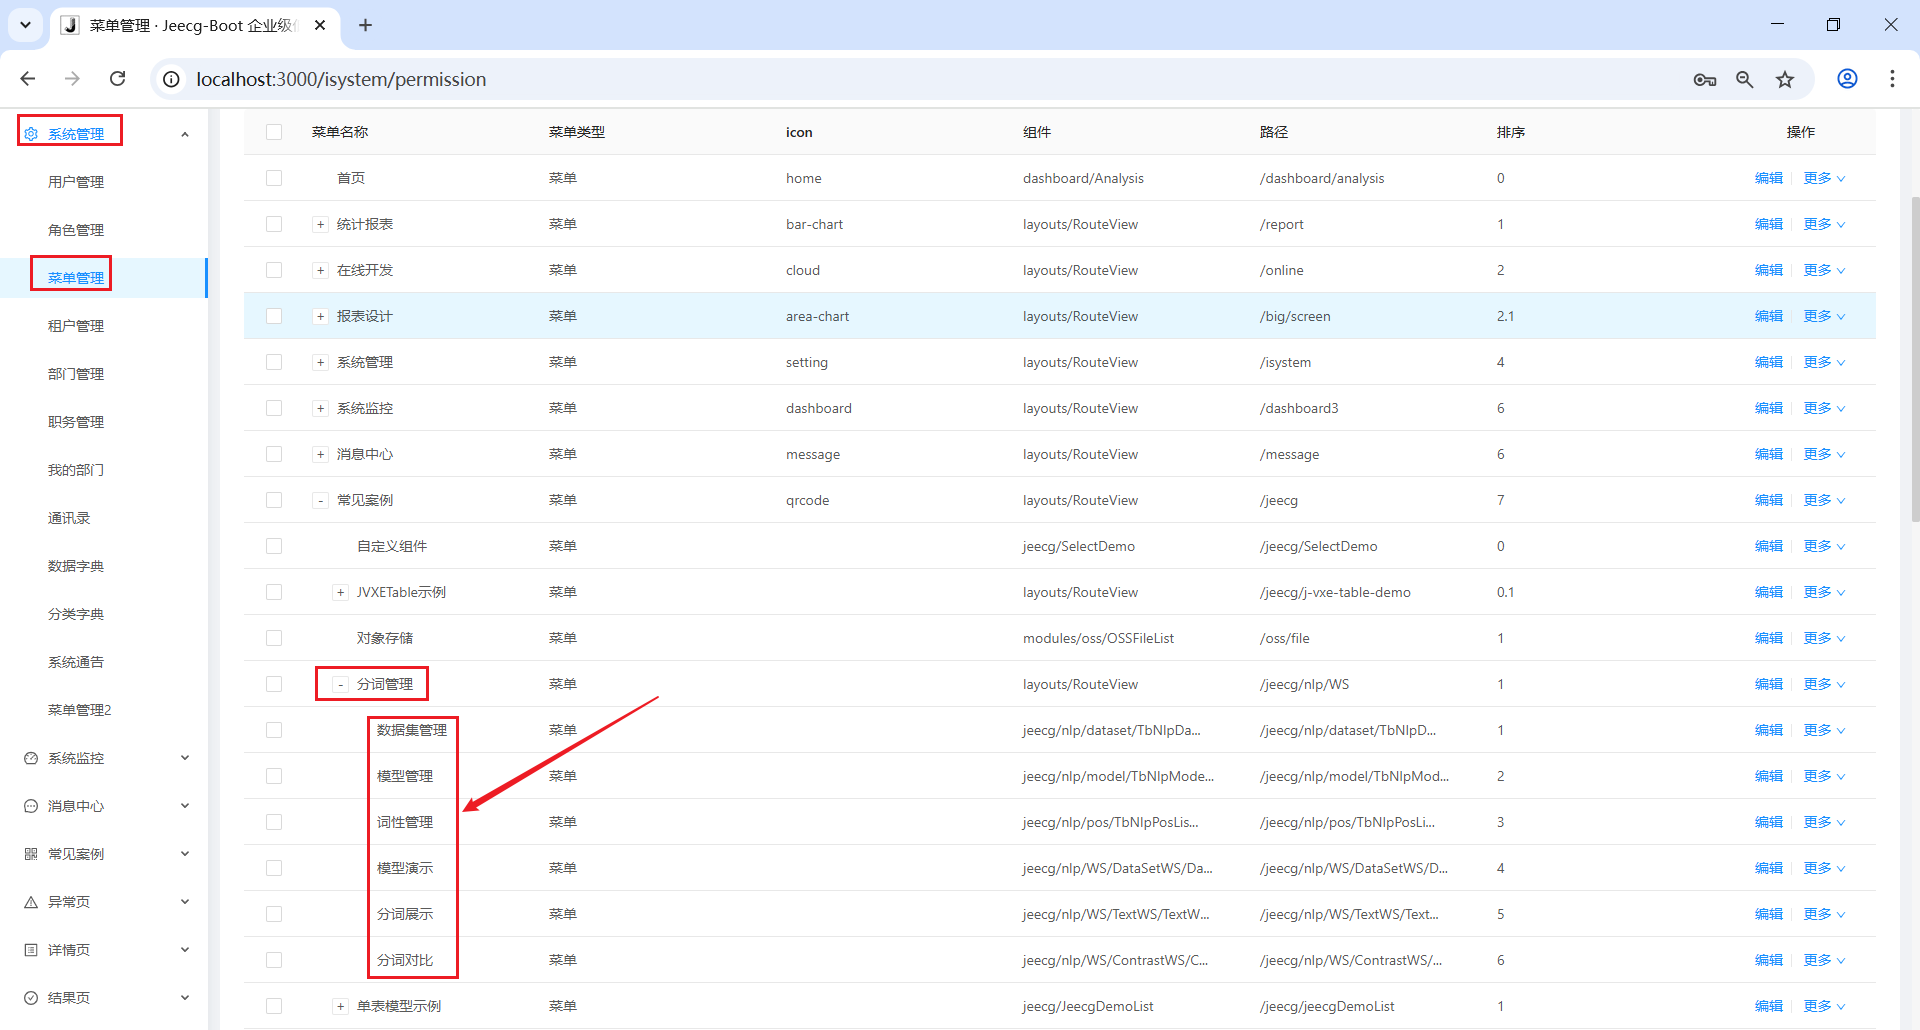 菜单管理 · Jeecg-Boot 企业级
localhost:3000/isystem/permission
系统管理
用户管理
角色管理
菜单管理
租户管理
部门管理
职务管理
我的部门
通讯录
数据字典
分类字典
系统通告
菜单管理2
系统监控
消息中心
常见案例
异常页
详情页
结果页
菜单名称 菜单类型 icon 组件 路径 排序 操作
首页 菜单 home dashboard/Analysis /dashboard/analysis 0 编辑 更多
+ 统计报表 菜单 bar-chart layouts/RouteView /report 1 编辑 更多
+ 在线开发 菜单 cloud layouts/RouteView /online 2 编辑 更多
+ 报表设计 菜单 area-chart layouts/RouteView /big/screen 2.1 编辑 更多
+ 系统管理 菜单 setting layouts/RouteView /isystem 4 编辑 更多
+ 系统监控 菜单 dashboard layouts/RouteView /dashboard3 6 编辑 更多
+ 消息中心 菜单 message layouts/RouteView /message 6 编辑 更多
- 常见案例 菜单 qrcode layouts/RouteView /jeecg 7 编辑 更多
自定义组件 菜单 jeecg/SelectDemo /jeecg/SelectDemo 0 编辑 更多
+ JVXETable示例 菜单 layouts/RouteView /jeecg/j-vxe-table-demo 0.1 编辑 更多
对象存储 菜单 modules/oss/OSSFileList /oss/file 1 编辑 更多
- 分词管理 菜单 layouts/RouteView /jeecg/nlp/WS 1 编辑 更多
数据集管理 菜单 jeecg/nlp/dataset/TbNlpDa... /jeecg/nlp/dataset/TbNlpD... 1 编辑 更多
模型管理 菜单 jeecg/nlp/model/TbNlpMode... /jeecg/nlp/model/TbNlpMod... 2 编辑 更多
词性管理 菜单 jeecg/nlp/pos/TbNlpPosLis... /jeecg/nlp/pos/TbNlpPosLi... 3 编辑 更多
模型演示 菜单 jeecg/nlp/WS/DataSetWS/Da... /jeecg/nlp/WS/DataSetWS/D... 4 编辑 更多
分词展示 菜单 jeecg/nlp/WS/TextWS/TextW... /jeecg/nlp/WS/TextWS/Text... 5 编辑 更多
分词对比 菜单 jeecg/nlp/WS/ContrastWS/C... /jeecg/nlp/WS/ContrastWS/... 6 编辑 更多
+ 单表模型示例 菜单 jeecg/JeecgDemoList /jeecg/jeecgDemoList 1 编辑 更多